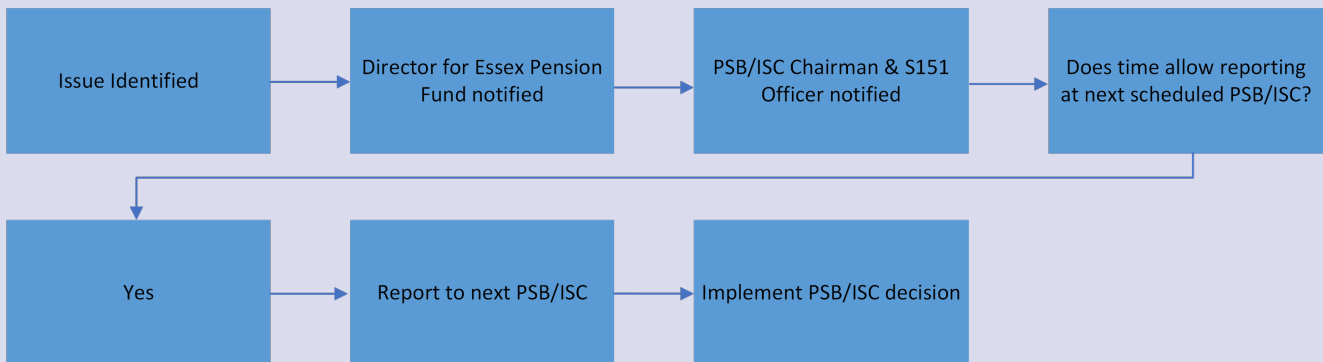 Issue Identified
Director for Essex Pension
Fund notified
PSB/ISC Chairman & S151
Officer notified
Does time allow reporting
at next scheduled PSB/ISC?
Yes
Report to next PSB/ISC
Implement PSB/ISC decision